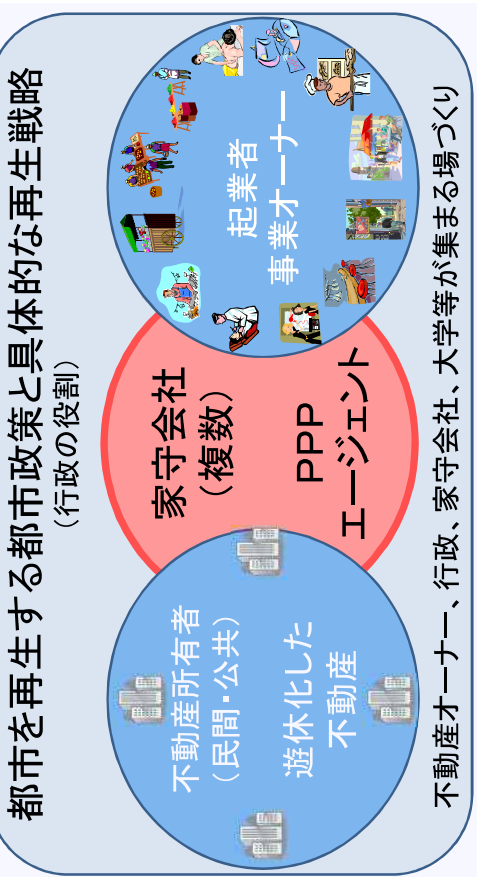 都市を再生する都市政策と具体的な再生戦略
（行政の役割）
不動産所有者
（民間・公共）
遊休化した
不動産
家守会社
（複数）
PPP
エージェント
起業者
事業オーナー
不動産オーナー、行政、家守会社、大学等が集まる場づくり